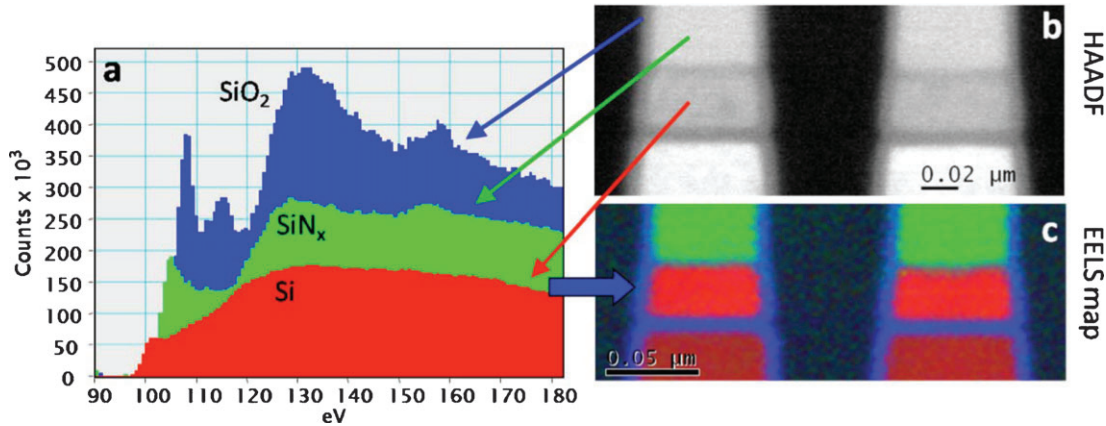 a
500
450
400
350
300
250
200
150
100
50
0
Counts x 10³
90 100 110 120 130 140 150 160 170 180
eV
SiO₂
SiNₓ
Si
b
0.02 μm
HAADF
c
0.05 μm
EELS map